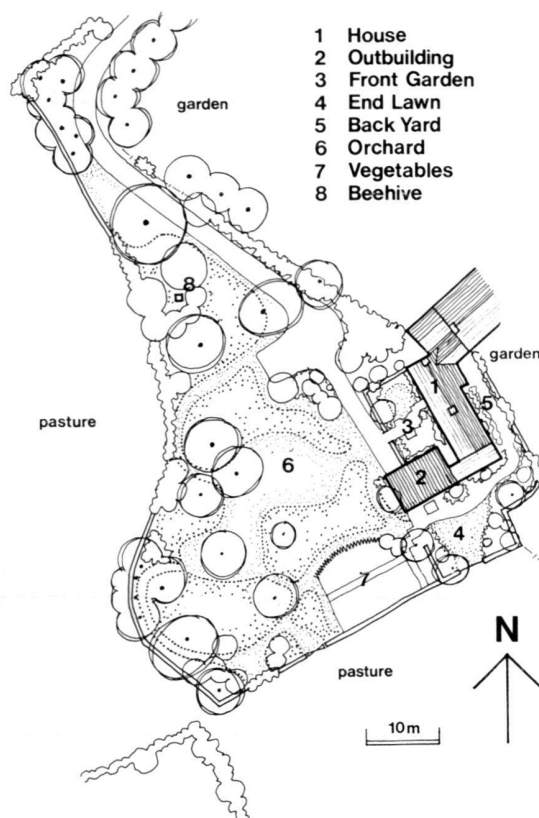 1 House
2 Outbuilding
3 Front Garden
4 End Lawn
5 Back Yard
6 Orchard
7 Vegetables
8 Beehive
garden
8
garden
1
5
3
pasture
6
2
4
7
N
pasture
10m